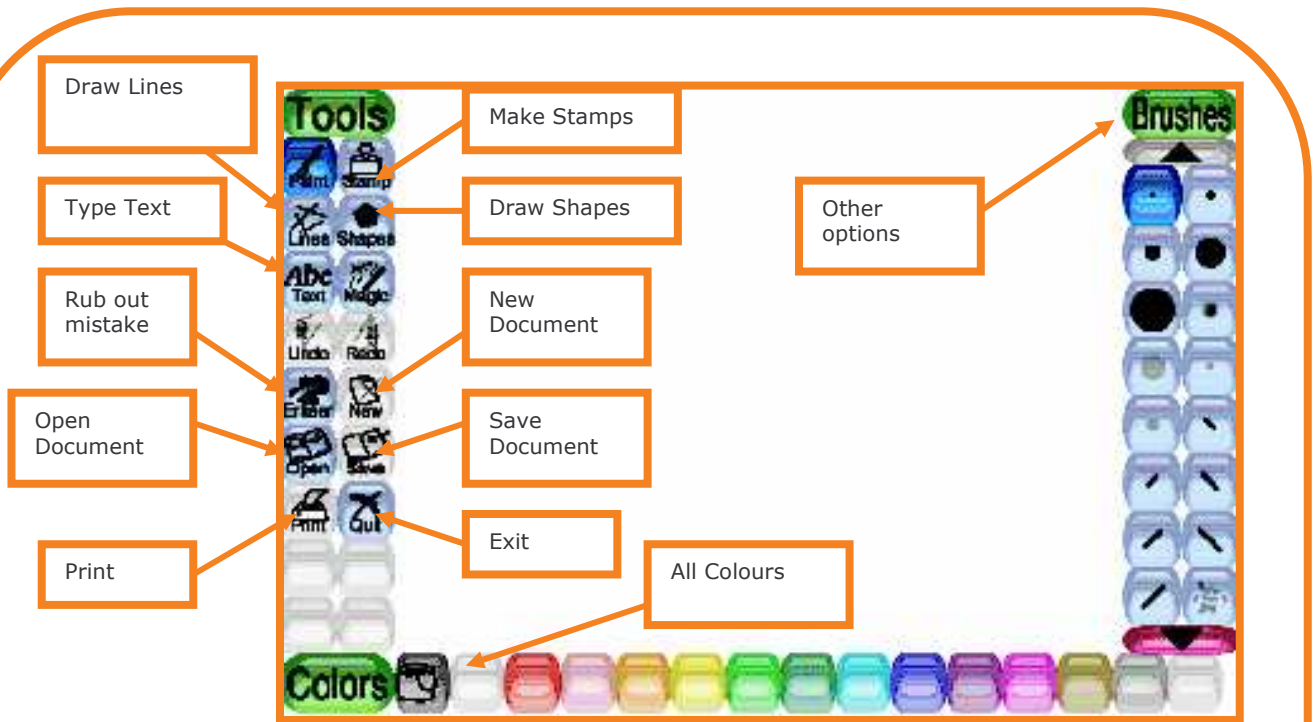 Draw Lines
Make Stamps
Type Text
Draw Shapes
Other
options
Rub out
mistake
New
Document
Open
Document
Save
Document
Print
Exit
All Colours
Tools
Paint Stamp
Lines Shapes
Abc
Text Magic
Undo Redo
Eraser New
Open Save
Print Quit
Colors
Brushes